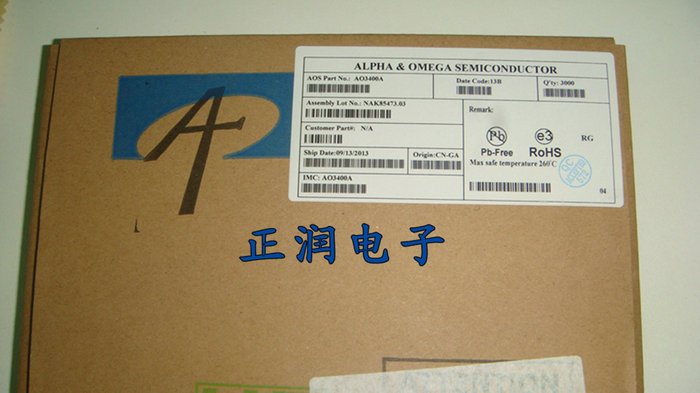 ALPHA & OMEGA SEMICONDUCTOR
AOS Part No.: AO3400A
Date Code:13B
Q'ty: 3000
Assembly Lot No.: NAK85473.03
Remark:
Customer Part#: N/A
Pb
Pb-Free
e3
RoHS
RG
Ship Date:09/13/2013
Origin:CN-GA
Max safe temperature 260°C
IMC: AO3400A
04
正润电子